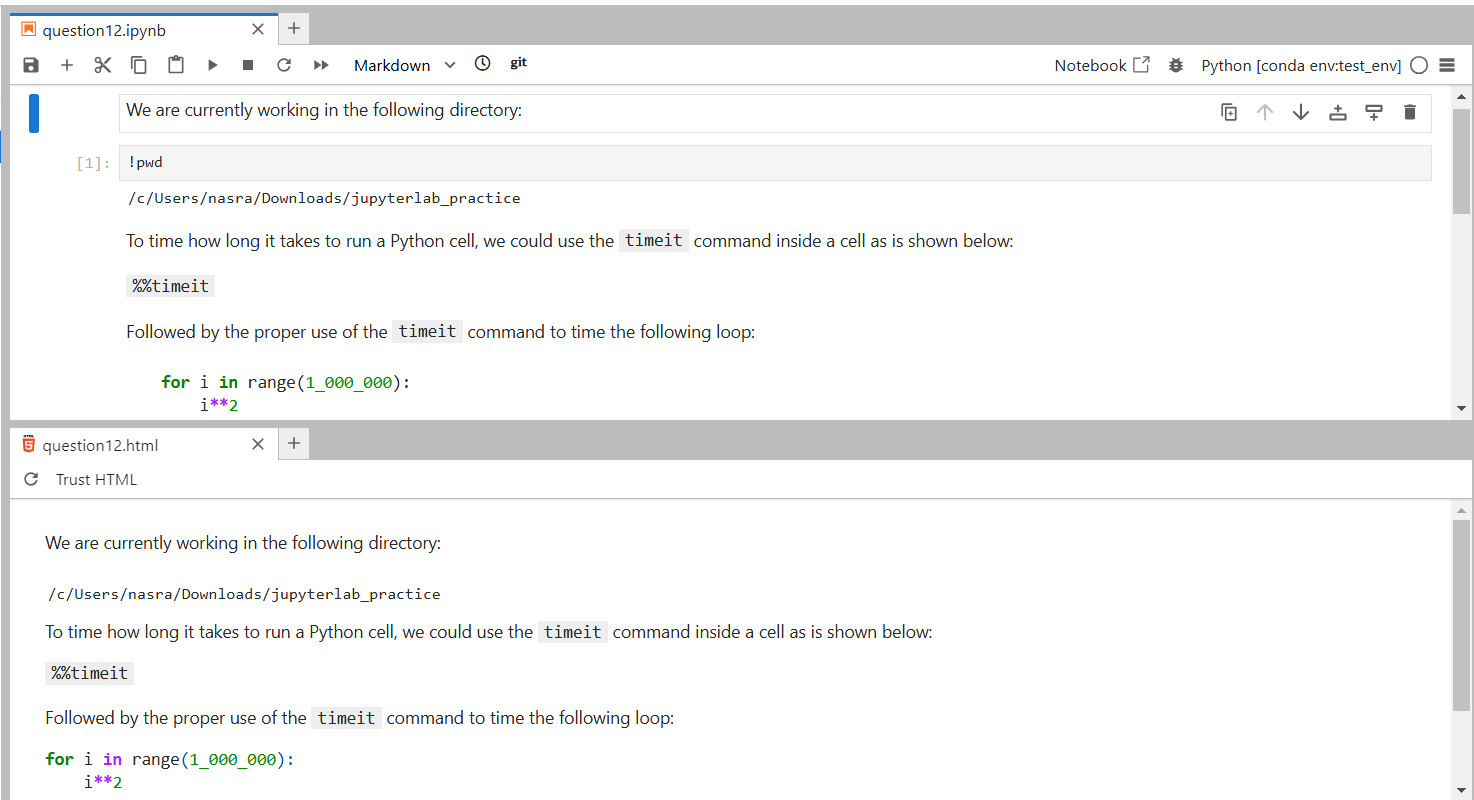 question12.ipynb
Markdown git Notebook Python [conda env:test_env]
We are currently working in the following directory:
[1]: !pwd
/c/Users/nasra/Downloads/jupyterlab_practice
To time how long it takes to run a Python cell, we could use the timeit command inside a cell as is shown below:
%%timeit
Followed by the proper use of the timeit command to time the following loop:
for i in range(1_000_000):
    i**2
question12.html
Trust HTML
We are currently working in the following directory:
/c/Users/nasra/Downloads/jupyterlab_practice
To time how long it takes to run a Python cell, we could use the timeit command inside a cell as is shown below:
%%timeit
Followed by the proper use of the timeit command to time the following loop:
for i in range(1_000_000):
    i**2